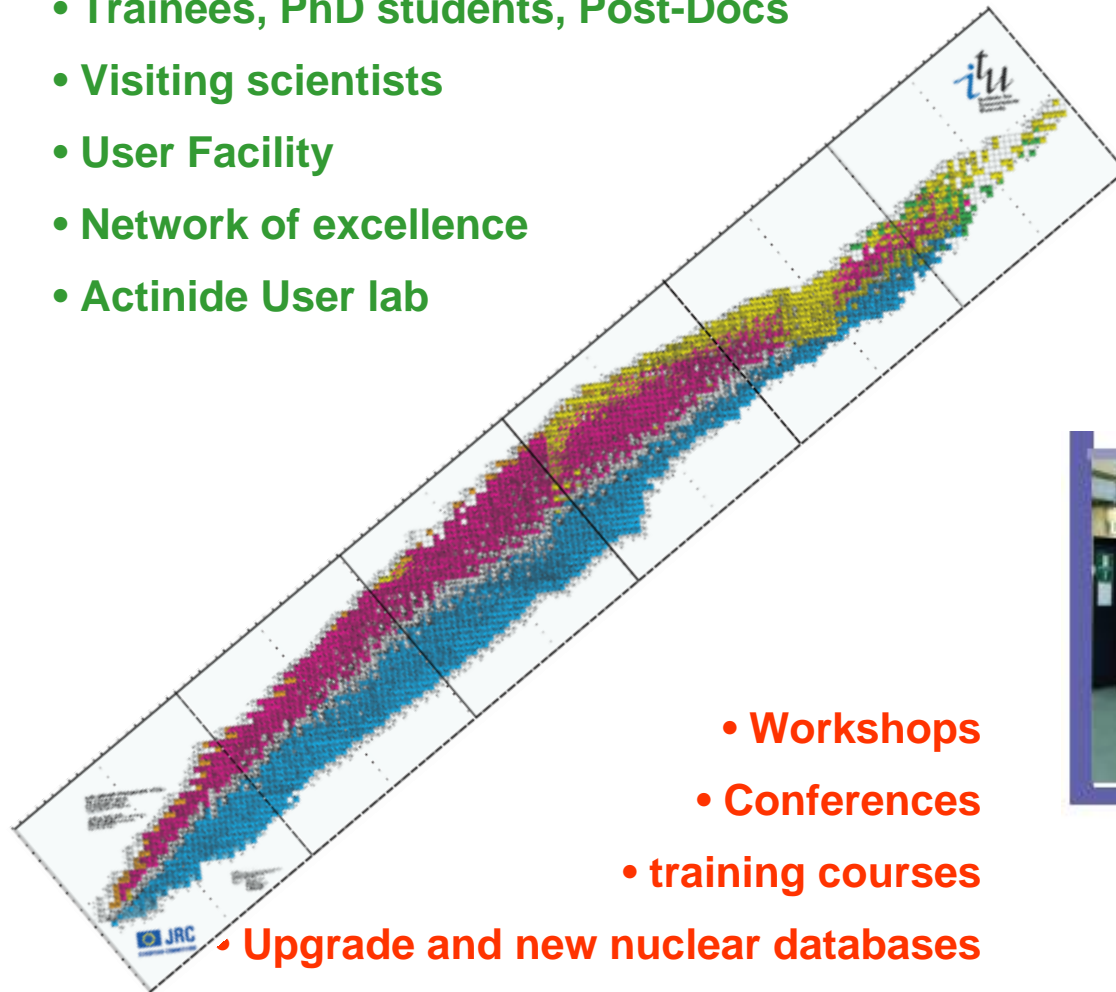 • Trainees, PhD students, Post-Docs
• Visiting scientists
• User Facility
• Network of excellence
• Actinide User lab
itu
• Workshops
• Conferences
• training courses
• Upgrade and new nuclear databases
JRC